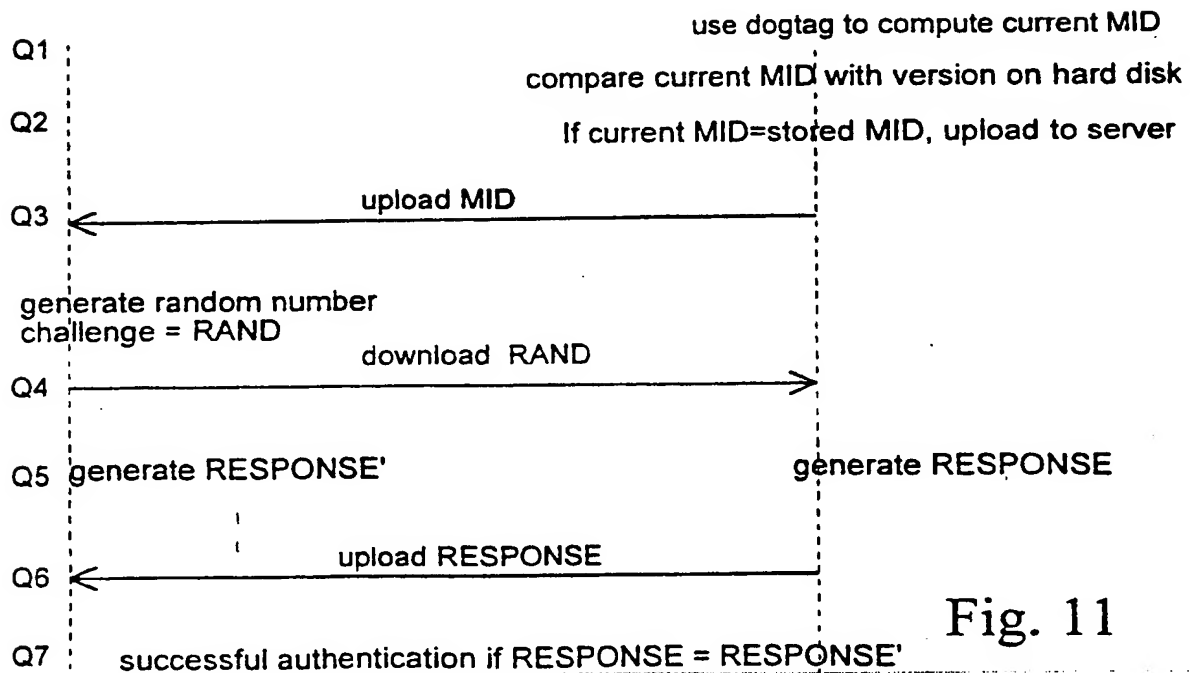 use dogtag to compute current MID
Q1
compare current MID with version on hard disk
Q2
If current MID=stored MID, upload to server
upload MID
Q3
generate random number
challenge = RAND
download RAND
Q4
Q5 generate RESPONSE' generate RESPONSE
upload RESPONSE
Q6
Fig. 11
Q7 successful authentication if RESPONSE = RESPONSE'